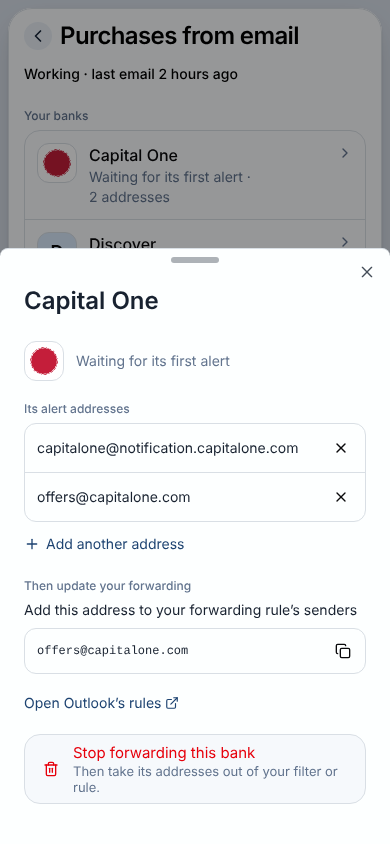 Purchases from email
Working · last email 2 hours ago
Your banks
Capital One
Waiting for its first alert ·
2 addresses
Discover
Capital One
Waiting for its first alert
Its alert addresses
capitalone@notification.capitalone.com
offers@capitalone.com
Add another address
Then update your forwarding
Add this address to your forwarding rule’s senders
offers@capitalone.com
Open Outlook’s rules
Stop forwarding this bank
Then take its addresses out of your filter or
rule.